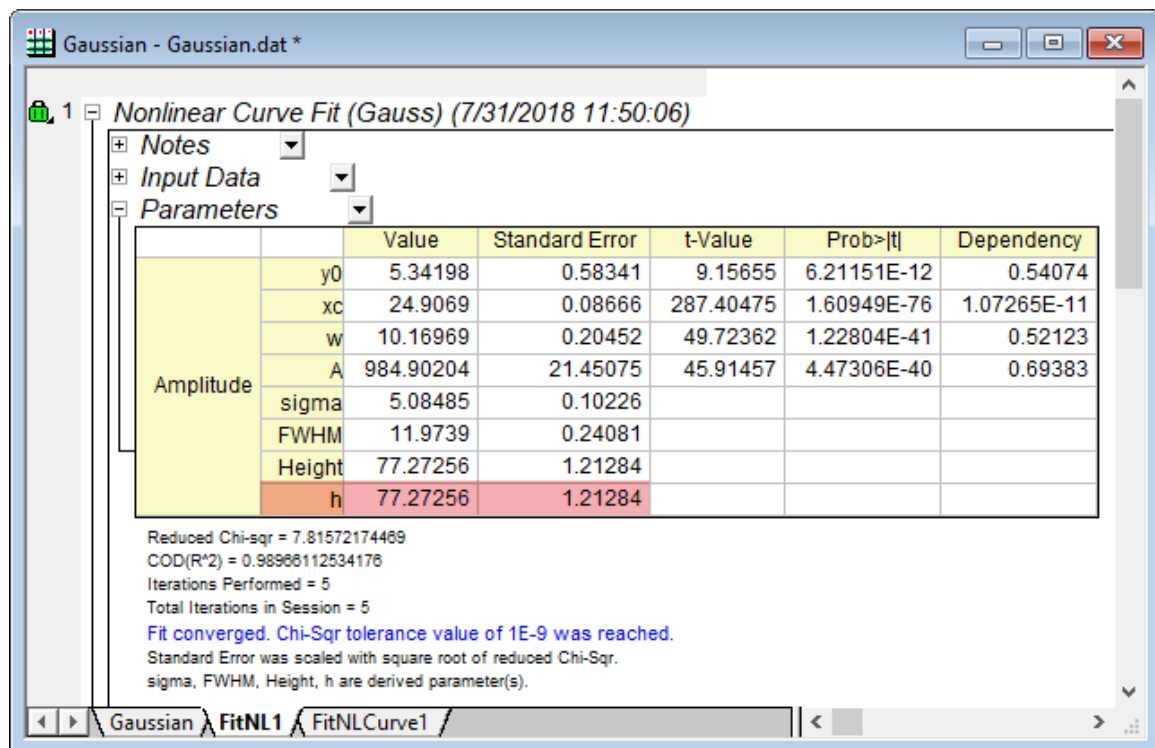 Gaussian - Gaussian.dat *
1 Nonlinear Curve Fit (Gauss) (7/31/2018 11:50:06)
Notes
Input Data
Parameters
Value Standard Error t-Value Prob>|t| Dependency
Amplitude
y0 5.34198 0.58341 9.15655 6.21151E-12 0.54074
xc 24.9069 0.08666 287.40475 1.60949E-76 1.07265E-11
w 10.16969 0.20452 49.72362 1.22804E-41 0.52123
A 984.90204 21.45075 45.91457 4.47306E-40 0.69383
sigma 5.08485 0.10226
FWHM 11.9739 0.24081
Height 77.27256 1.21284
h 77.27256 1.21284
Reduced Chi-sqr = 7.81572174469
COD(R^2) = 0.98966112534176
Iterations Performed = 5
Total Iterations in Session = 5
Fit converged. Chi-Sqr tolerance value of 1E-9 was reached.
Standard Error was scaled with square root of reduced Chi-Sqr.
sigma, FWHM, Height, h are derived parameter(s).
Gaussian FitNL1 FitNLCurve1